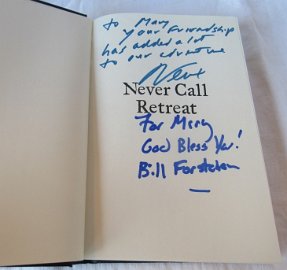 To Mary
your Friendship
has added a lot
to our adventure
Newt
Never Call
Retreat
For Mary
God Bless You!
Bill Forstchen